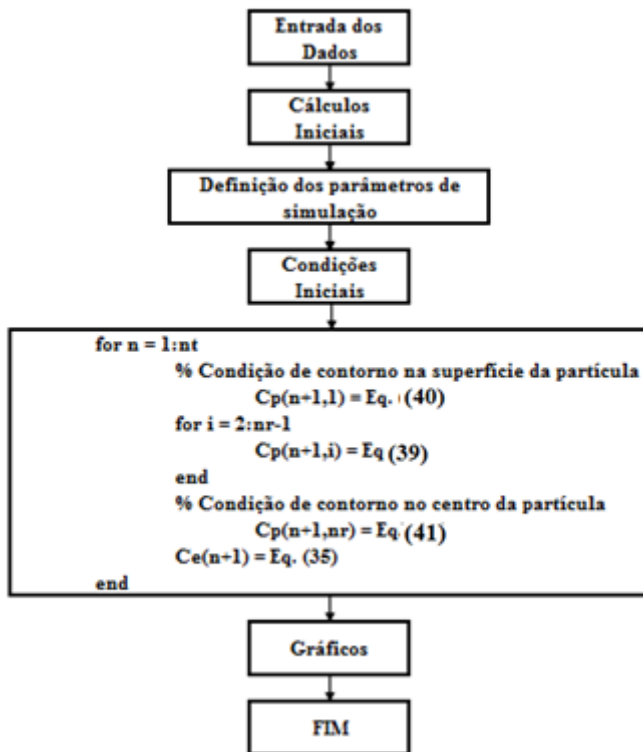 Entrada dos
Dados
Cálculos
Iniciais
Definição dos parâmetros de
simulação
Condições
Iniciais
for n = 1:nt
% Condição de contorno na superfície da partícula
Cp(n+1,1) = Eq. (40)
for i = 2:nr-1
Cp(n+1,i) = Eq (39)
end
% Condição de contorno no centro da partícula
Cp(n+1,nr) = Eq. (41)
Ce(n+1) = Eq. (35)
end
Gráficos
FIM